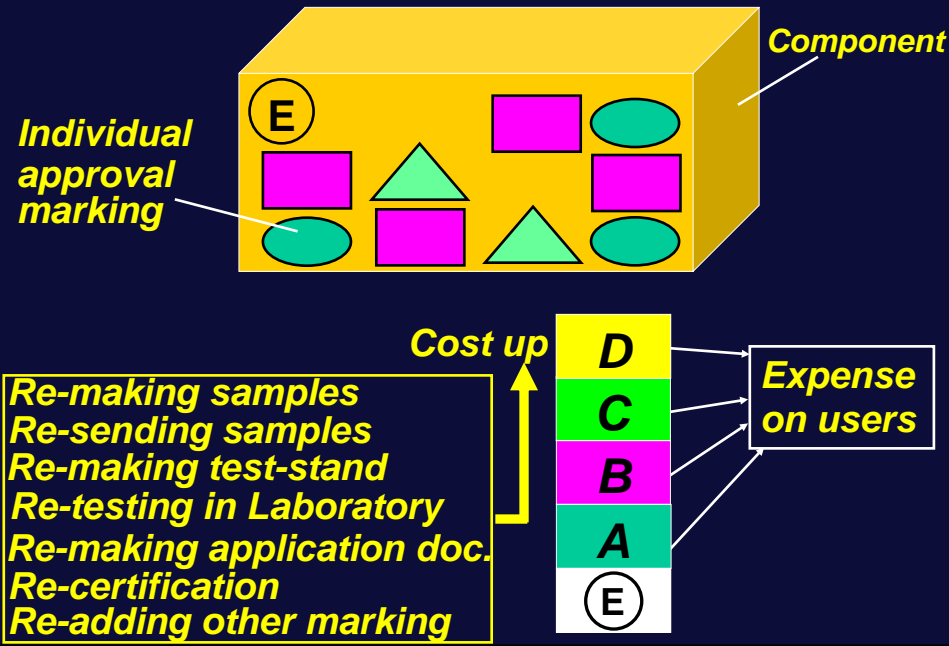 Component
E
Individual
approval
marking
Cost up
D
C
B
A
E
Expense
on users
Re-making samples
Re-sending samples
Re-making test-stand
Re-testing in Laboratory
Re-making application doc.
Re-certification
Re-adding other marking